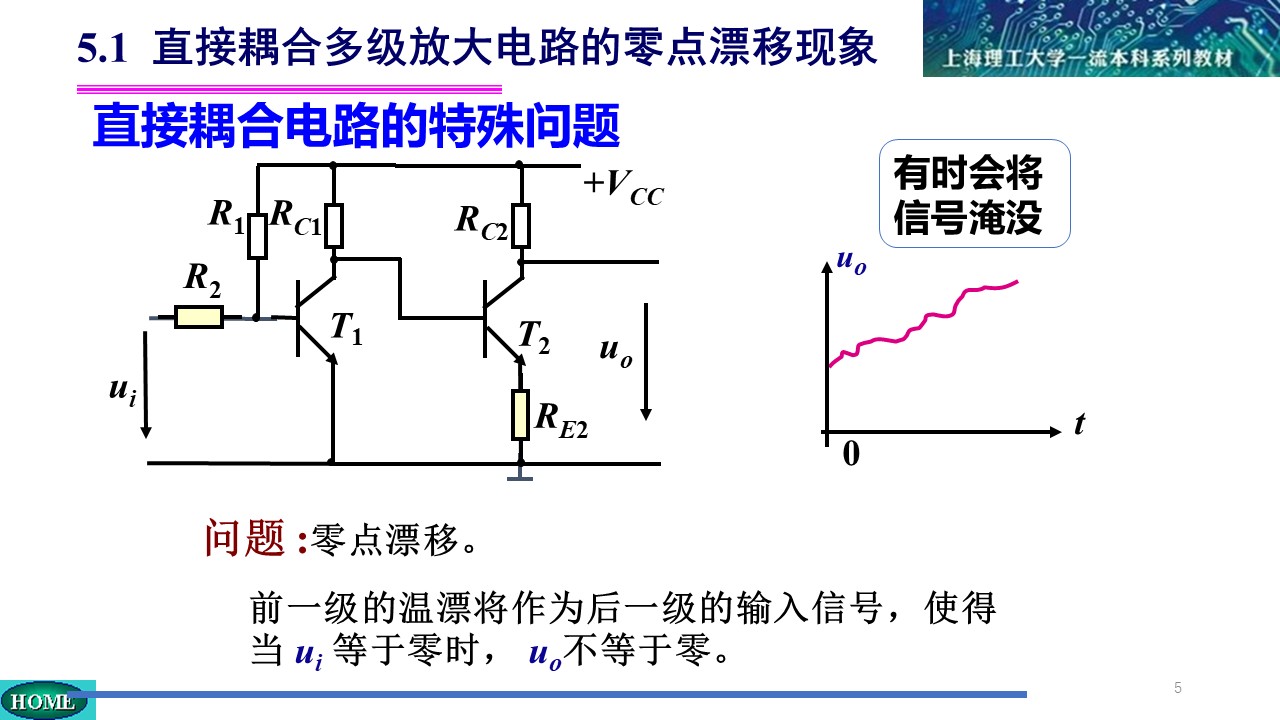 5.1 直接耦合多级放大电路的零点漂移现象
上海理工大学一流本科系列教材
直接耦合电路的特殊问题
有时会将
信号淹没
+VCC
R1
RC1
RC2
R2
T1
T2
uo
ui
RE2
uo
t
0
问题:零点漂移。
前一级的温漂将作为后一级的输入信号，使得
当 ui 等于零时， uo不等于零。
HOME
5